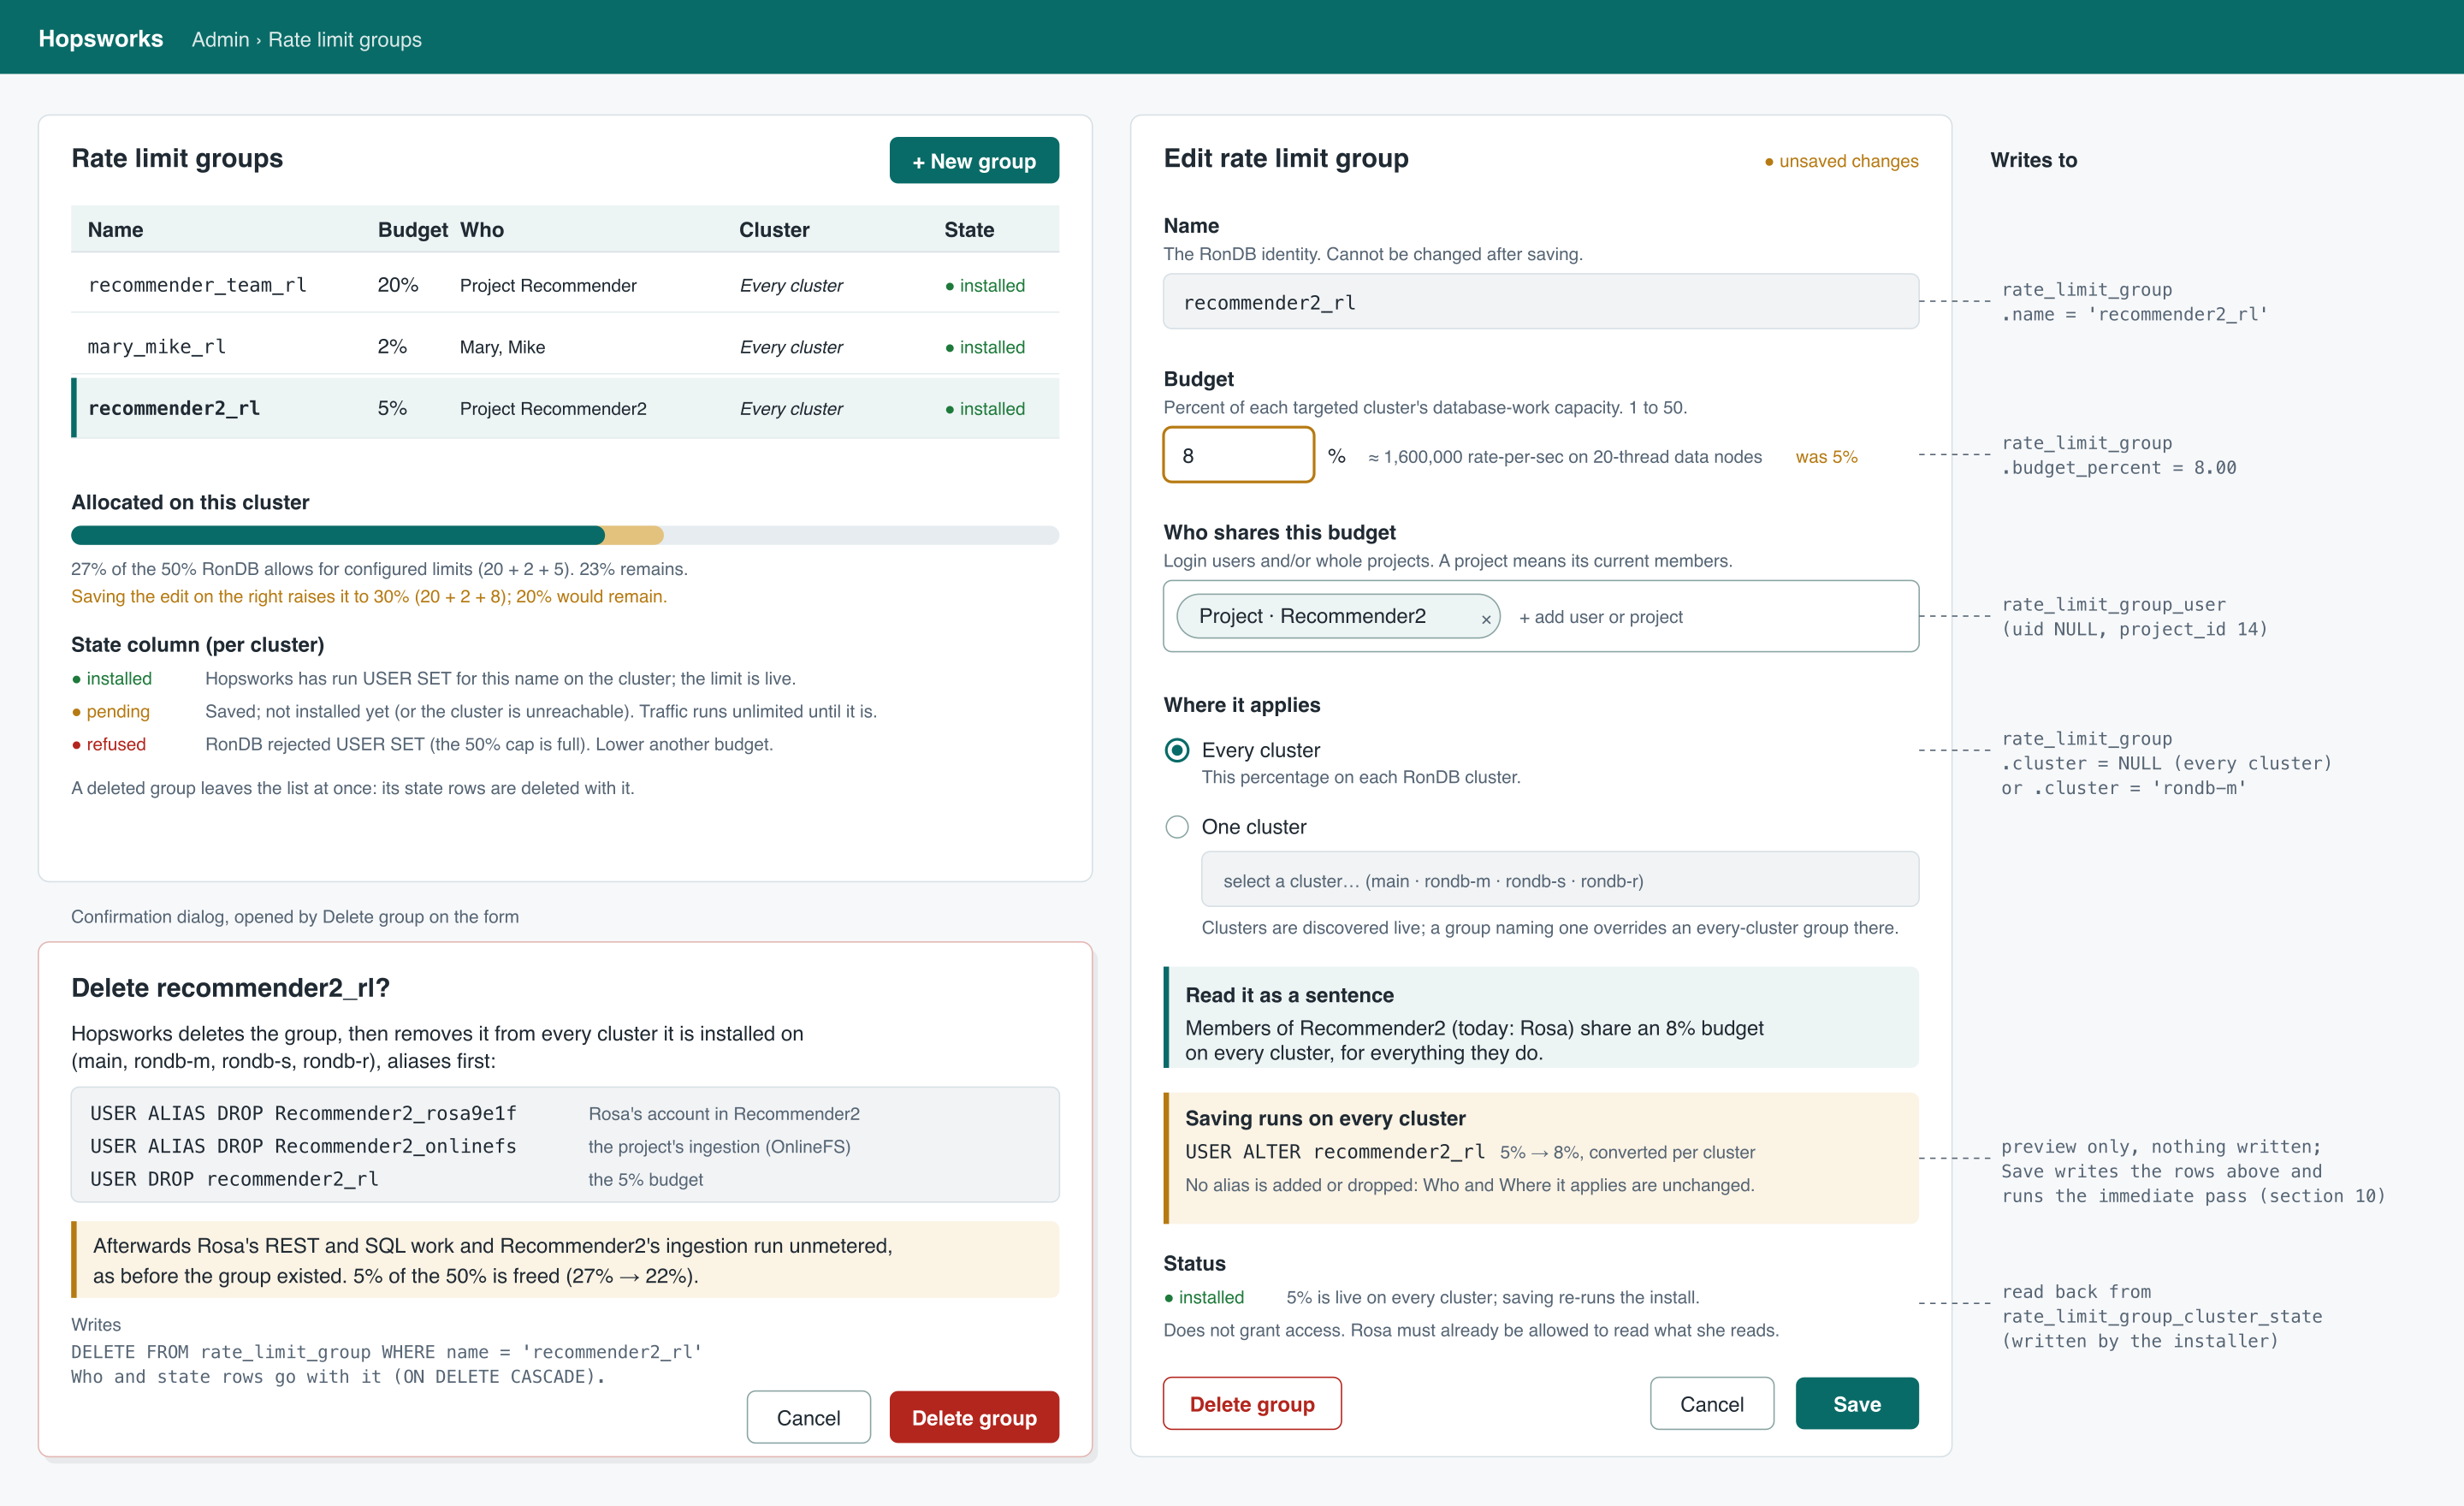 Hopsworks Admin › Rate limit groups
Rate limit groups
+ New group
Name Budget Who Cluster State
recommender_team_rl 20% Project Recommender Every cluster ● installed
mary_mike_rl 2% Mary, Mike Every cluster ● installed
recommender2_rl 5% Project Recommender2 Every cluster ● installed
Allocated on this cluster
27% of the 50% RonDB allows for configured limits (20 + 2 + 5). 23% remains.
Saving the edit on the right raises it to 30% (20 + 2 + 8); 20% would remain.
State column (per cluster)
● installed Hopsworks has run USER SET for this name on the cluster; the limit is live.
● pending Saved; not installed yet (or the cluster is unreachable). Traffic runs unlimited until it is.
● refused RonDB rejected USER SET (the 50% cap is full). Lower another budget.
A deleted group leaves the list at once: its state rows are deleted with it.
Confirmation dialog, opened by Delete group on the form
Delete recommender2_rl?
Hopsworks deletes the group, then removes it from every cluster it is installed on
(main, rondb-m, rondb-s, rondb-r), aliases first:
USER ALIAS DROP Recommender2_rosa9e1f Rosa's account in Recommender2
USER ALIAS DROP Recommender2_onlinefs the project's ingestion (OnlineFS)
USER DROP recommender2_rl the 5% budget
Afterwards Rosa's REST and SQL work and Recommender2's ingestion run unmetered,
as before the group existed. 5% of the 50% is freed (27% → 22%).
Writes
DELETE FROM rate_limit_group WHERE name = 'recommender2_rl'
Who and state rows go with it (ON DELETE CASCADE).
Cancel Delete group
Edit rate limit group ● unsaved changes
Name
The RonDB identity. Cannot be changed after saving.
recommender2_rl
Budget
Percent of each targeted cluster's database-work capacity. 1 to 50.
8 % ≈ 1,600,000 rate-per-sec on 20-thread data nodes was 5%
Who shares this budget
Login users and/or whole projects. A project means its current members.
Project · Recommender2 × + add user or project
Where it applies
Every cluster
This percentage on each RonDB cluster.
One cluster
select a cluster… (main · rondb-m · rondb-s · rondb-r)
Clusters are discovered live; a group naming one overrides an every-cluster group there.
Read it as a sentence
Members of Recommender2 (today: Rosa) share an 8% budget
on every cluster, for everything they do.
Saving runs on every cluster
USER ALTER recommender2_rl 5% → 8%, converted per cluster
No alias is added or dropped: Who and Where it applies are unchanged.
Status
● installed 5% is live on every cluster; saving re-runs the install.
Does not grant access. Rosa must already be allowed to read what she reads.
Delete group Cancel Save
Writes to
rate_limit_group
.name = 'recommender2_rl'
rate_limit_group
.budget_percent = 8.00
rate_limit_group_user
(uid NULL, project_id 14)
rate_limit_group
.cluster = NULL (every cluster)
or .cluster = 'rondb-m'
preview only, nothing written;
Save writes the rows above and
runs the immediate pass (section 10)
read back from
rate_limit_group_cluster_state
(written by the installer)